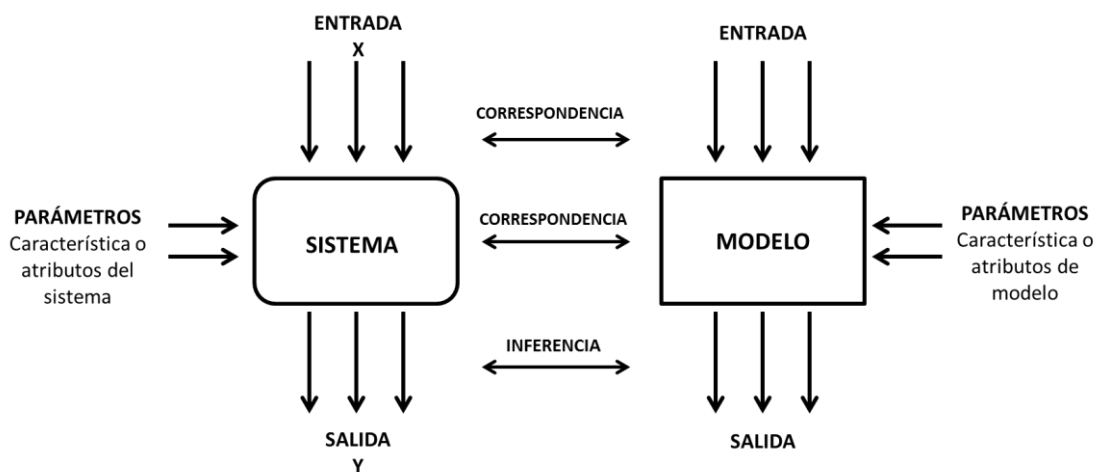 ENTRADA
X
ENTRADA
CORRESPONDENCIA
PARÁMETROS
Característica o
atributos del
sistema
SISTEMA
CORRESPONDENCIA
MODELO
PARÁMETROS
Característica o
atributos de
modelo
INFERENCIA
SALIDA
Y
SALIDA